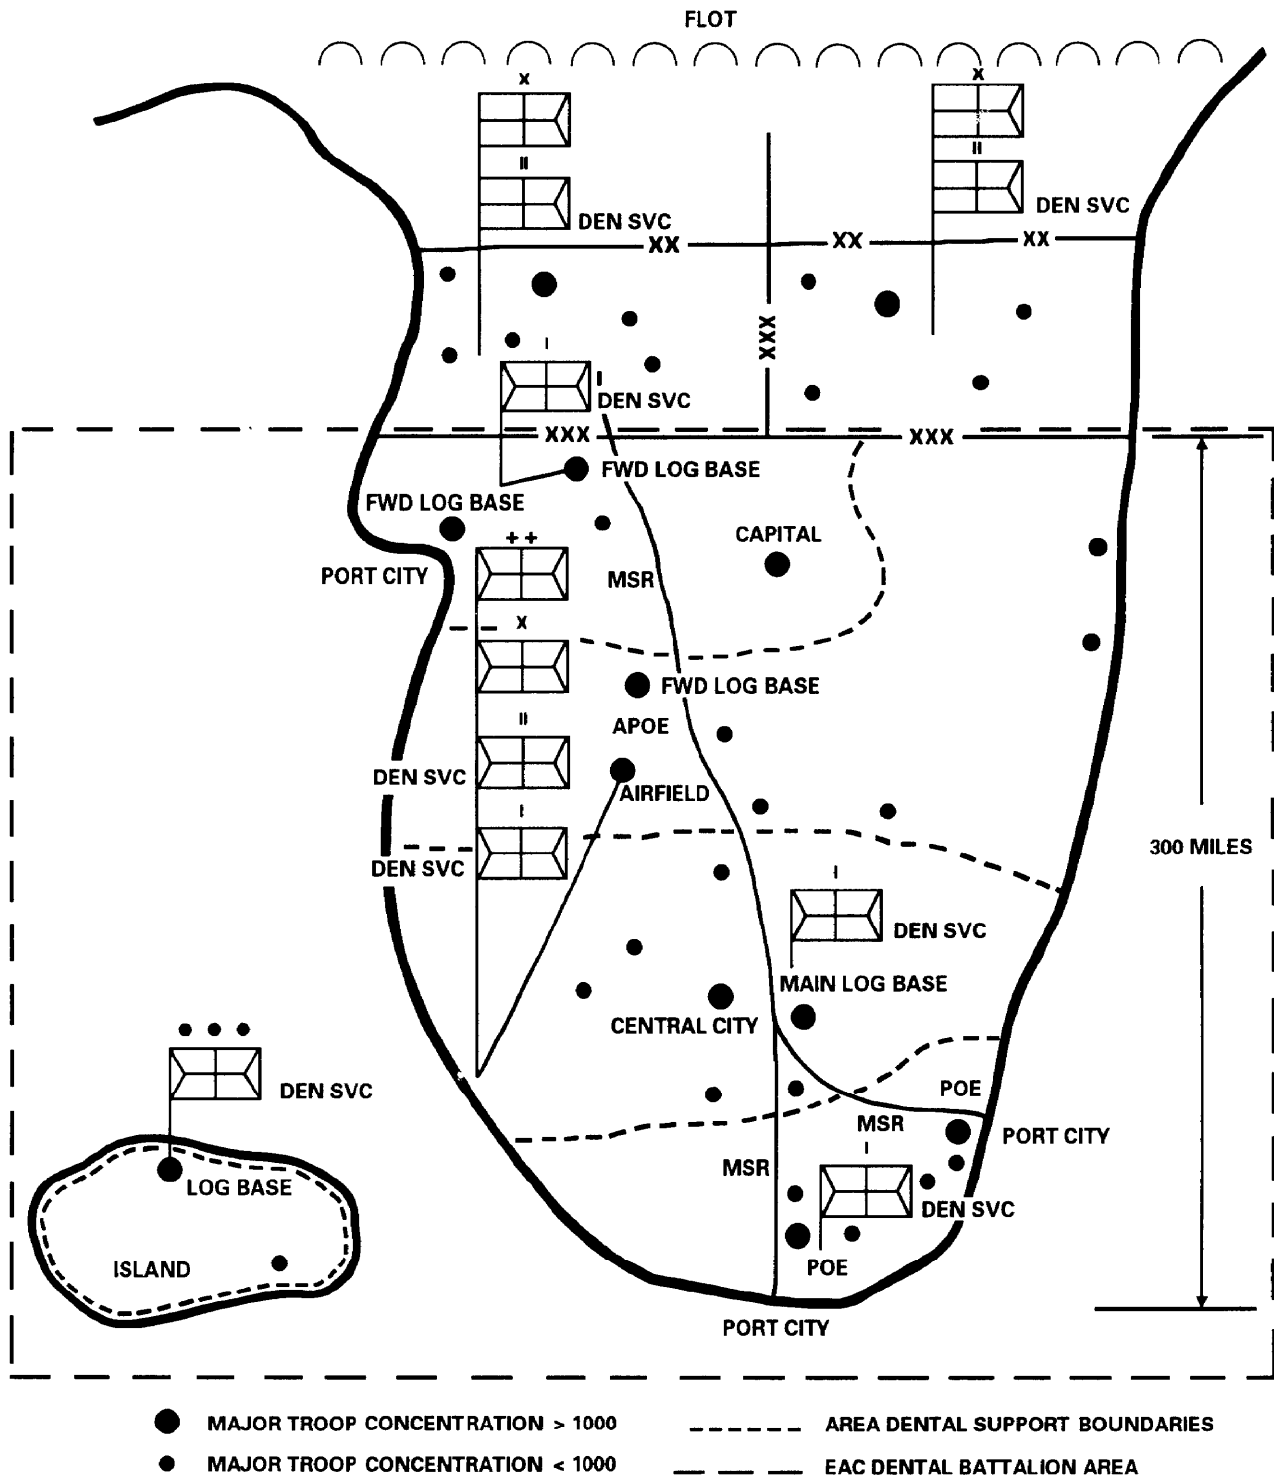 FLOT
X
X
II
II
DEN SVC
DEN SVC
XX
XX
XX
XXX
I
I
DEN SVC
XXX
XXX
FWD LOG BASE
FWD LOG BASE
CAPITAL
++
PORT CITY
MSR
X
FWD LOG BASE
II
APOE
DEN SVC
AIRFIELD
I
300 MILES
DEN SVC
I
DEN SVC
MAIN LOG BASE
CENTRAL CITY
DEN SVC
POE
MSR
PORT CITY
I
MSR
LOG BASE
DEN SVC
ISLAND
POE
PORT CITY
MAJOR TROOP CONCENTRATION > 1000
AREA DENTAL SUPPORT BOUNDARIES
MAJOR TROOP CONCENTRATION < 1000
EAC DENTAL BATTALION AREA